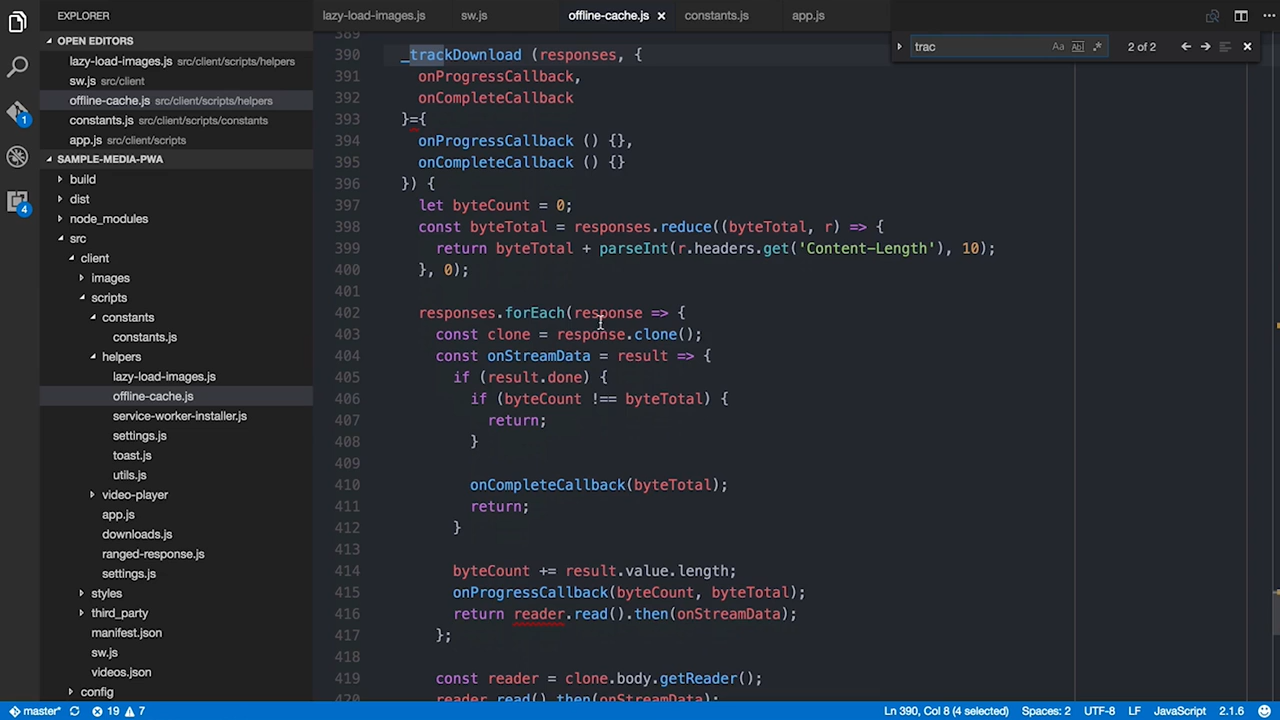 EXPLORER
OPEN EDITORS
lazy-load-images.js src/client/scripts/helpers
sw.js src/client
offline-cache.js src/client/scripts/helpers
constants.js src/client/scripts/constants
app.js src/client/scripts
SAMPLE-MEDIA-PWA
build
dist
node_modules
src
client
images
scripts
constants
constants.js
helpers
lazy-load-images.js
offline-cache.js
service-worker-installer.js
settings.js
toast.js
utils.js
video-player
app.js
downloads.js
ranged-response.js
settings.js
styles
third_party
manifest.json
sw.js
videos.json
config
1
4
lazy-load-images.js sw.js offline-cache.js × constants.js app.js
trac Aa Abl .* 2 of 2
389
390 _trackDownload (responses, {
391 onProgressCallback,
392 onCompleteCallback
393 }={
394 onProgressCallback () {},
395 onCompleteCallback () {}
396 }) {
397 let byteCount = 0;
398 const byteTotal = responses.reduce((byteTotal, r) => {
399 return byteTotal + parseInt(r.headers.get('Content-Length'), 10);
400 }, 0);
401
402 responses.forEach(response => {
403 const clone = response.clone();
404 const onStreamData = result => {
405 if (result.done) {
406 if (byteCount !== byteTotal) {
407 return;
408 }
409
410 onCompleteCallback(byteTotal);
411 return;
412 }
413
414 byteCount += result.value.length;
415 onProgressCallback(byteCount, byteTotal);
416 return reader.read().then(onStreamData);
417 };
418
419 const reader = clone.body.getReader();
420 reader.read().then(onStreamData);
master* 19 7 Ln 390, Col 8 (4 selected) Spaces: 2 UTF-8 LF JavaScript 2.1.6